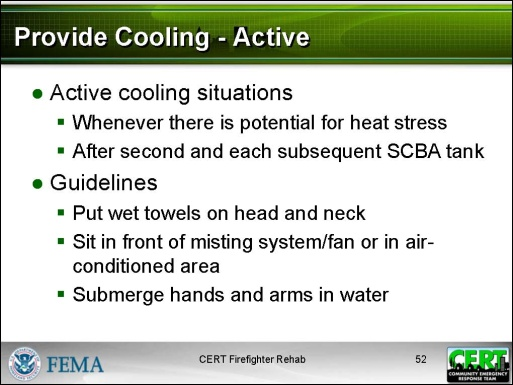 Provide Cooling - Active
● Active cooling situations
▪ Whenever there is potential for heat stress
▪ After second and each subsequent SCBA tank
● Guidelines
▪ Put wet towels on head and neck
▪ Sit in front of misting system/fan or in air-
conditioned area
▪ Submerge hands and arms in water
FEMA
CERT Firefighter Rehab
52
CERT
COMMUNITY EMERGENCY
RESPONSE TEAM